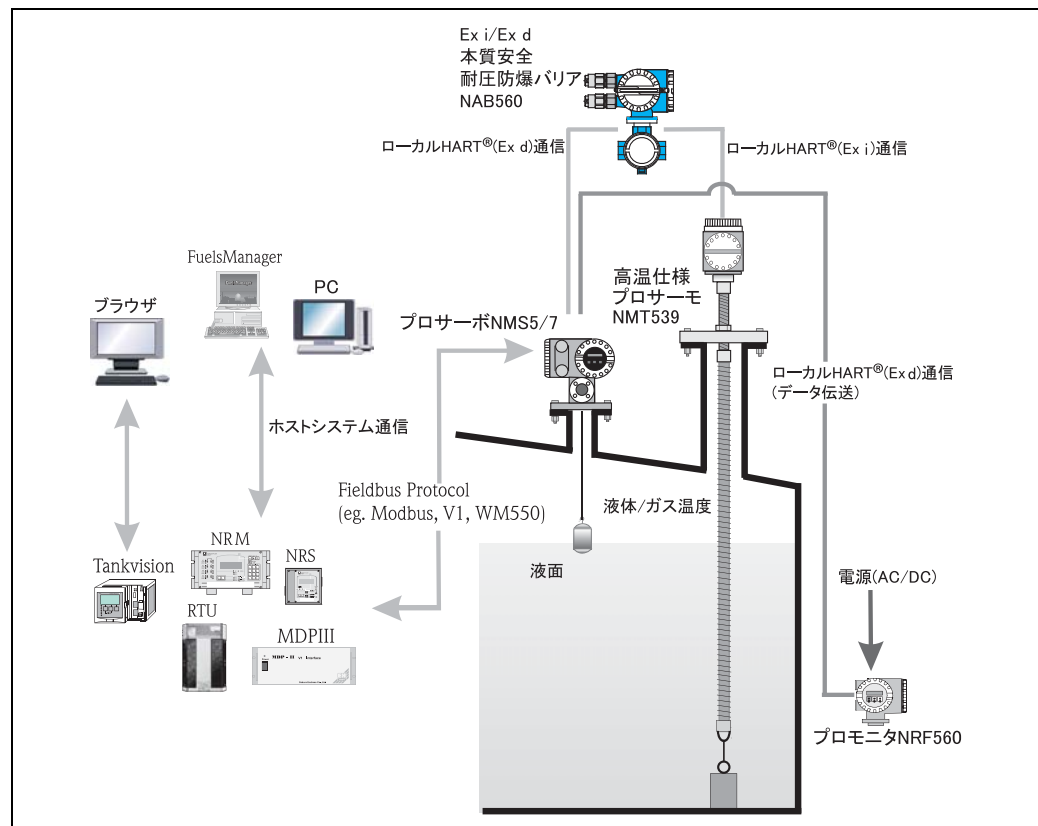 Ex i/Ex d
本質安全
耐圧防爆バリア
NAB560
ローカルHART®(Ex d)通信
ローカルHART®(Ex i)通信
FuelsManager
PC
ブラウザ
プロサーボNMS5/7
高温仕様
プロサーモ
NMT539
ローカルHART®(Ex d)通信
(データ伝送)
ホストシステム通信
Fieldbus Protocol
(eg. Modbus, V1, WM550)
液体/ガス温度
液面
NRM
NRS
Tankvision
RTU
MDPIII
MDP - II V1 Interface
電源(AC/DC)
プロモニタNRF560